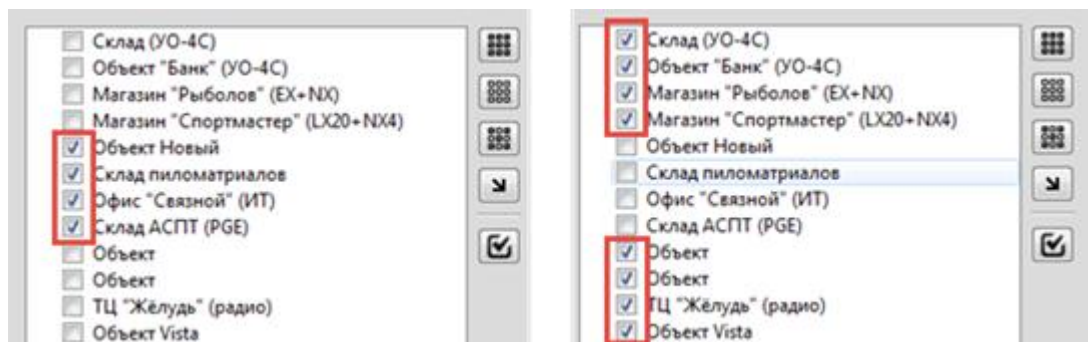 Склад (УО-4С)
Объект "Банк" (УО-4С)
Магазин "Рыболов" (EX+NX)
Магазин "Спортмастер" (LX20+NX4)
Объект Новый
Склад пиломатриалов
Офис "Связной" (ИТ)
Склад АСПТ (PGE)
Объект
Объект
ТЦ "Жёлудь" (радио)
Объект Vista
Склад (УО-4С)
Объект "Банк" (УО-4С)
Магазин "Рыболов" (EX+NX)
Магазин "Спортмастер" (LX20+NX4)
Объект Новый
Склад пиломатриалов
Офис "Связной" (ИТ)
Склад АСПТ (PGE)
Объект
Объект
ТЦ "Жёлудь" (радио)
Объект Vista